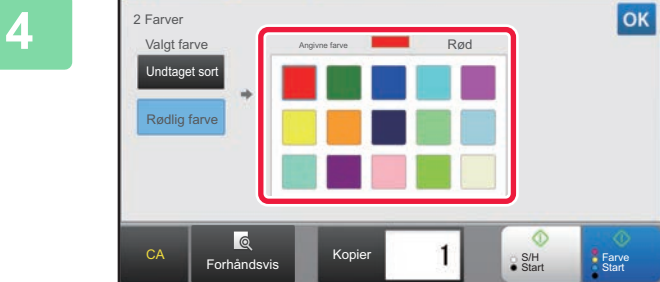 4
2 Farver
OK
Valgt farve
Angivne farve
Rød
Undtaget sort
Rødlig farve
CA
Forhåndsvis
Kopier
1
S/H
Start
Farve
Start